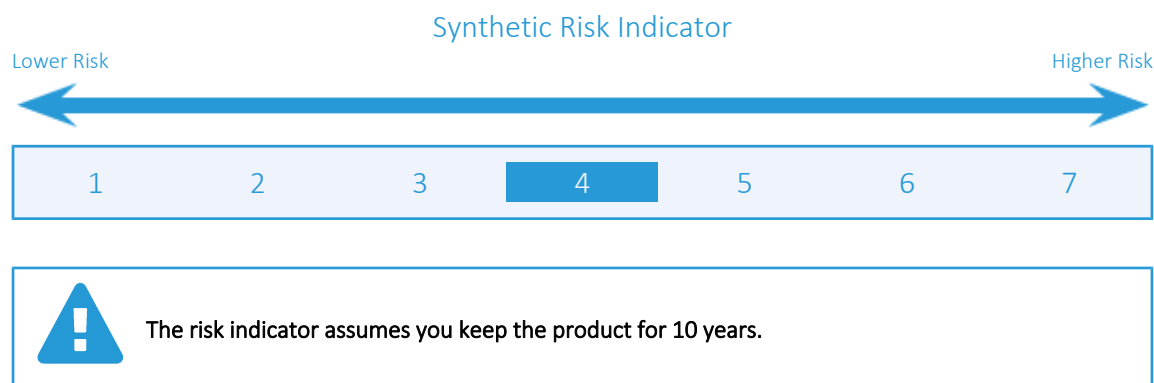 Synthetic Risk Indicator
Lower Risk Higher Risk
1 2 3 4 5 6 7
The risk indicator assumes you keep the product for 10 years.